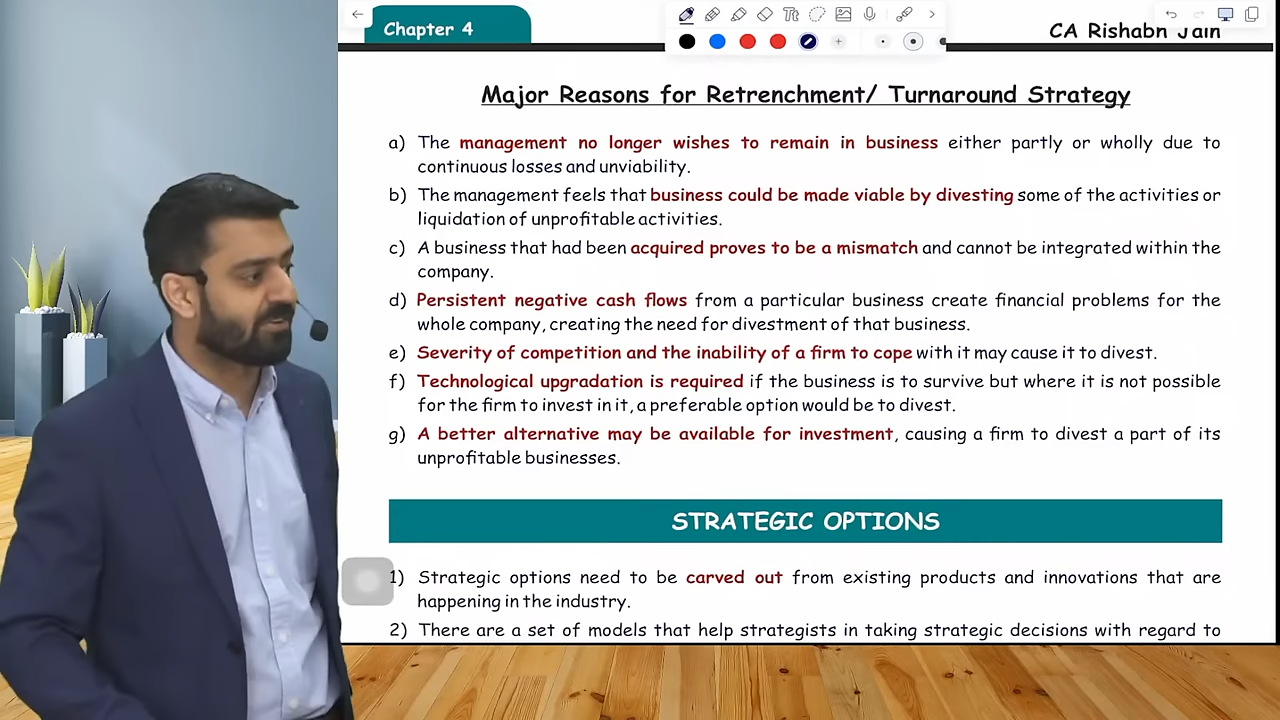 Chapter 4
CA Rishabh Jain
Major Reasons for Retrenchment/ Turnaround Strategy
a) The management no longer wishes to remain in business either partly or wholly due to
continuous losses and unviability.
b) The management feels that business could be made viable by divesting some of the activities or
liquidation of unprofitable activities.
c) A business that had been acquired proves to be a mismatch and cannot be integrated within the
company.
d) Persistent negative cash flows from a particular business create financial problems for the
whole company, creating the need for divestment of that business.
e) Severity of competition and the inability of a firm to cope with it may cause it to divest.
f) Technological upgradation is required if the business is to survive but where it is not possible
for the firm to invest in it, a preferable option would be to divest.
g) A better alternative may be available for investment, causing a firm to divest a part of its
unprofitable businesses.
STRATEGIC OPTIONS
1) Strategic options need to be carved out from existing products and innovations that are
happening in the industry.
2) There are a set of models that help strategists in taking strategic decisions with regard to